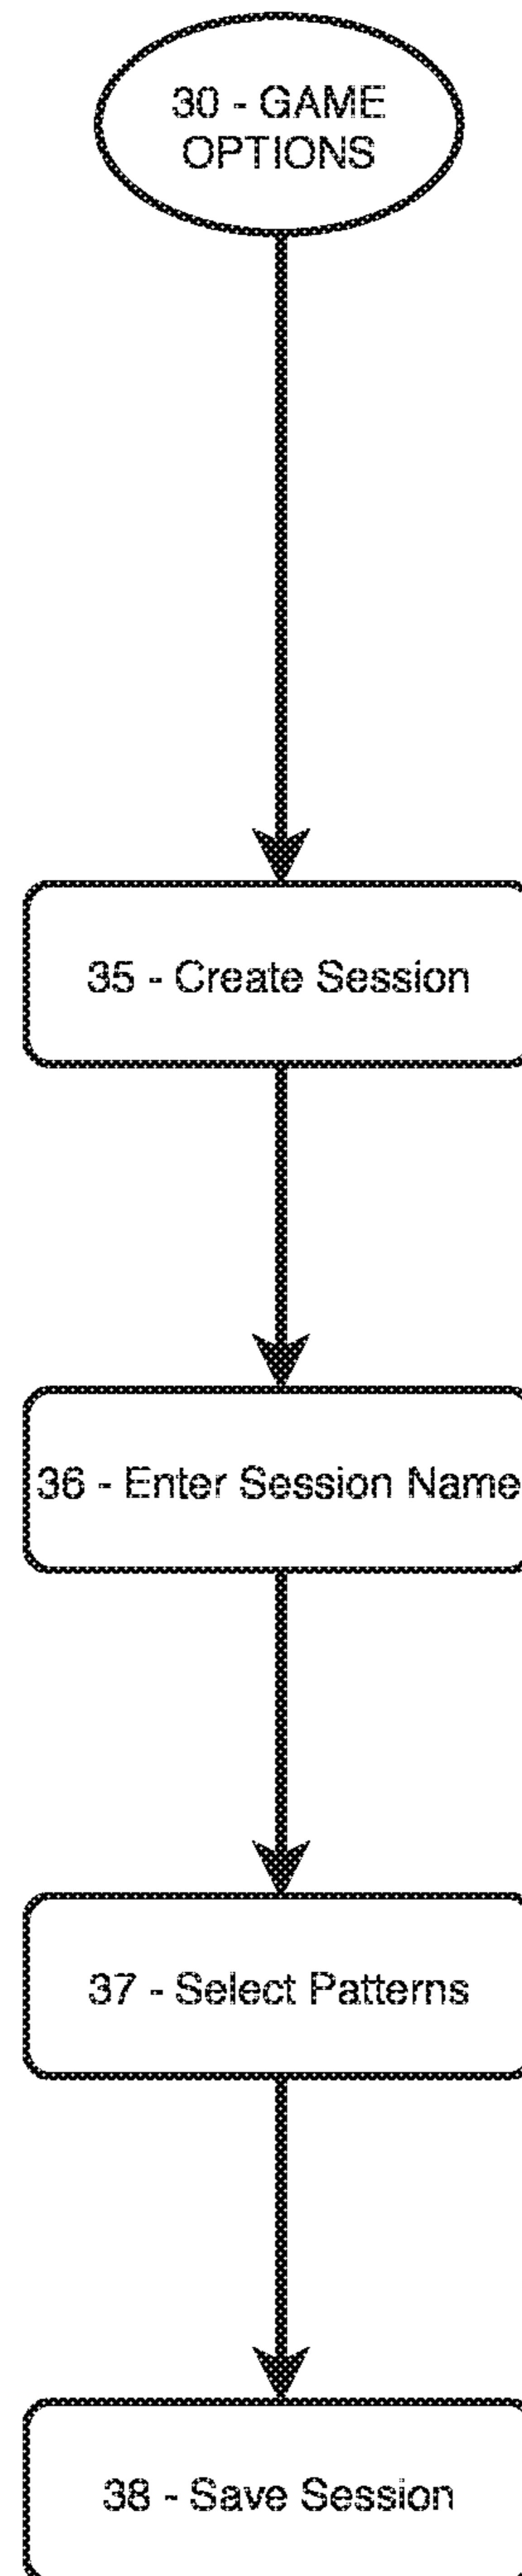 30 - GAME
OPTIONS
35 - Create Session
36 - Enter Session Name
37 - Select Patterns
38 - Save Session